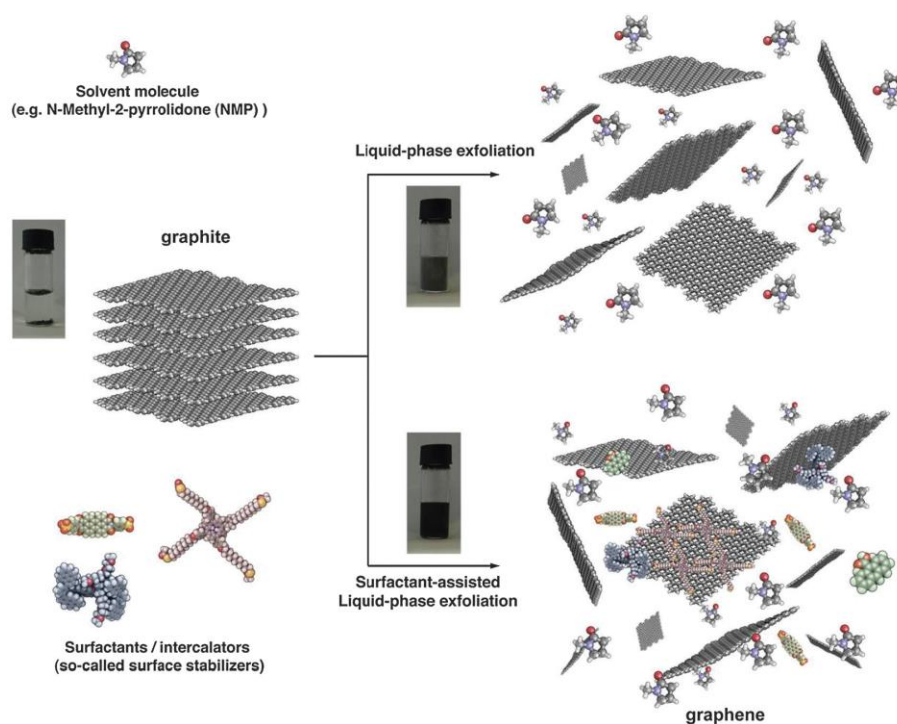 Solvent molecule
(e.g. N-Methyl-2-pyrrolidone (NMP) )
Liquid-phase exfoliation
graphite
Surfactant-assisted
Liquid-phase exfoliation
Surfactants / intercalators
(so-called surface stabilizers)
graphene